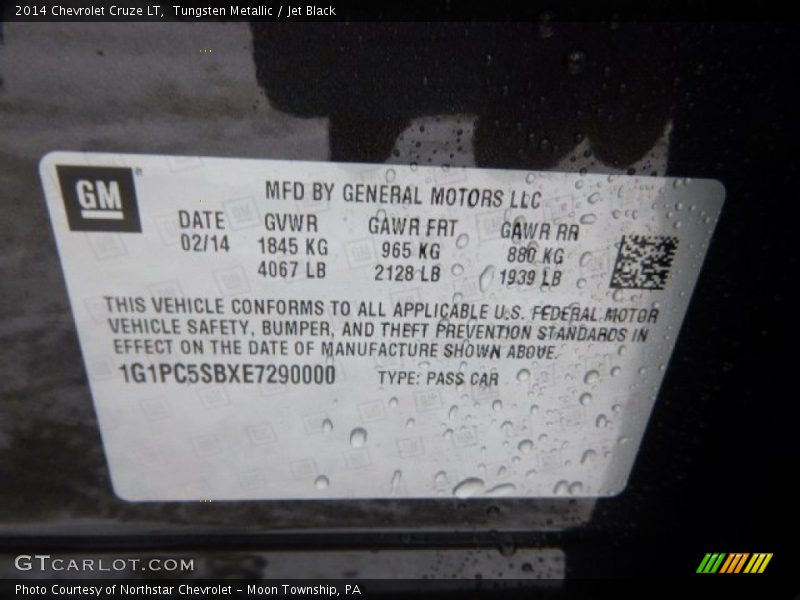 2014 Chevrolet Cruze LT,  Tungsten Metallic / Jet Black
GM
MFD BY GENERAL MOTORS LLC
DATE GVWR GAWR FRT GAWR RR
02/14 1845 KG 965 KG 880 KG
4067 LB 2128 LB 1939 LB
THIS VEHICLE CONFORMS TO ALL APPLICABLE U.S. FEDERAL MOTOR
VEHICLE SAFETY, BUMPER, AND THEFT PREVENTION STANDARDS IN
EFFECT ON THE DATE OF MANUFACTURE SHOWN ABOVE.
1G1PC5SBXE7290000 TYPE: PASS CAR
GTCARLOT.COM
Photo Courtesy of Northstar Chevrolet - Moon Township, PA